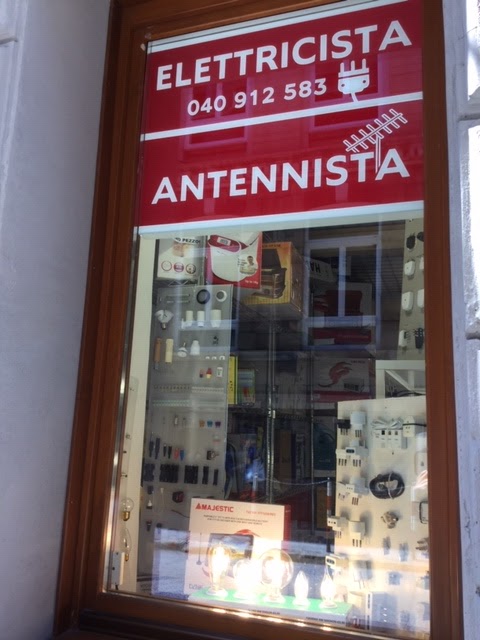 ELETTRICISTA
040 912 583
ANTENNISTA
MAJESTIC